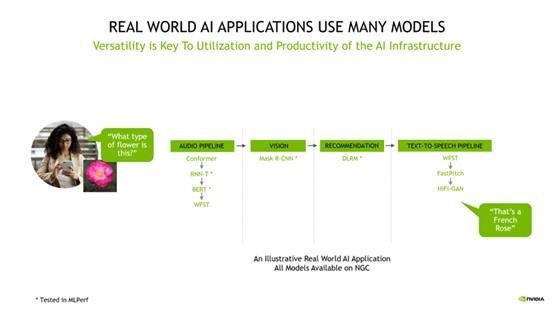 REAL WORLD AI APPLICATIONS USE MANY MODELS
Versatility is Key To Utilization and Productivity of the AI Infrastructure
"What type
of flower is
this?"
AUDIO PIPELINE
Conformer
RNN-T *
BERT *
WFST
VISION
Mask R-CNN *
RECOMMENDATION
DLRM *
TEXT-TO-SPEECH PIPELINE
WFST
FastPitch
HiFi-GAN
"That's a
French
Rose"
An Illustrative Real World AI Application
All Models Available on NGC
* Tested in MLPerf
NVIDIA